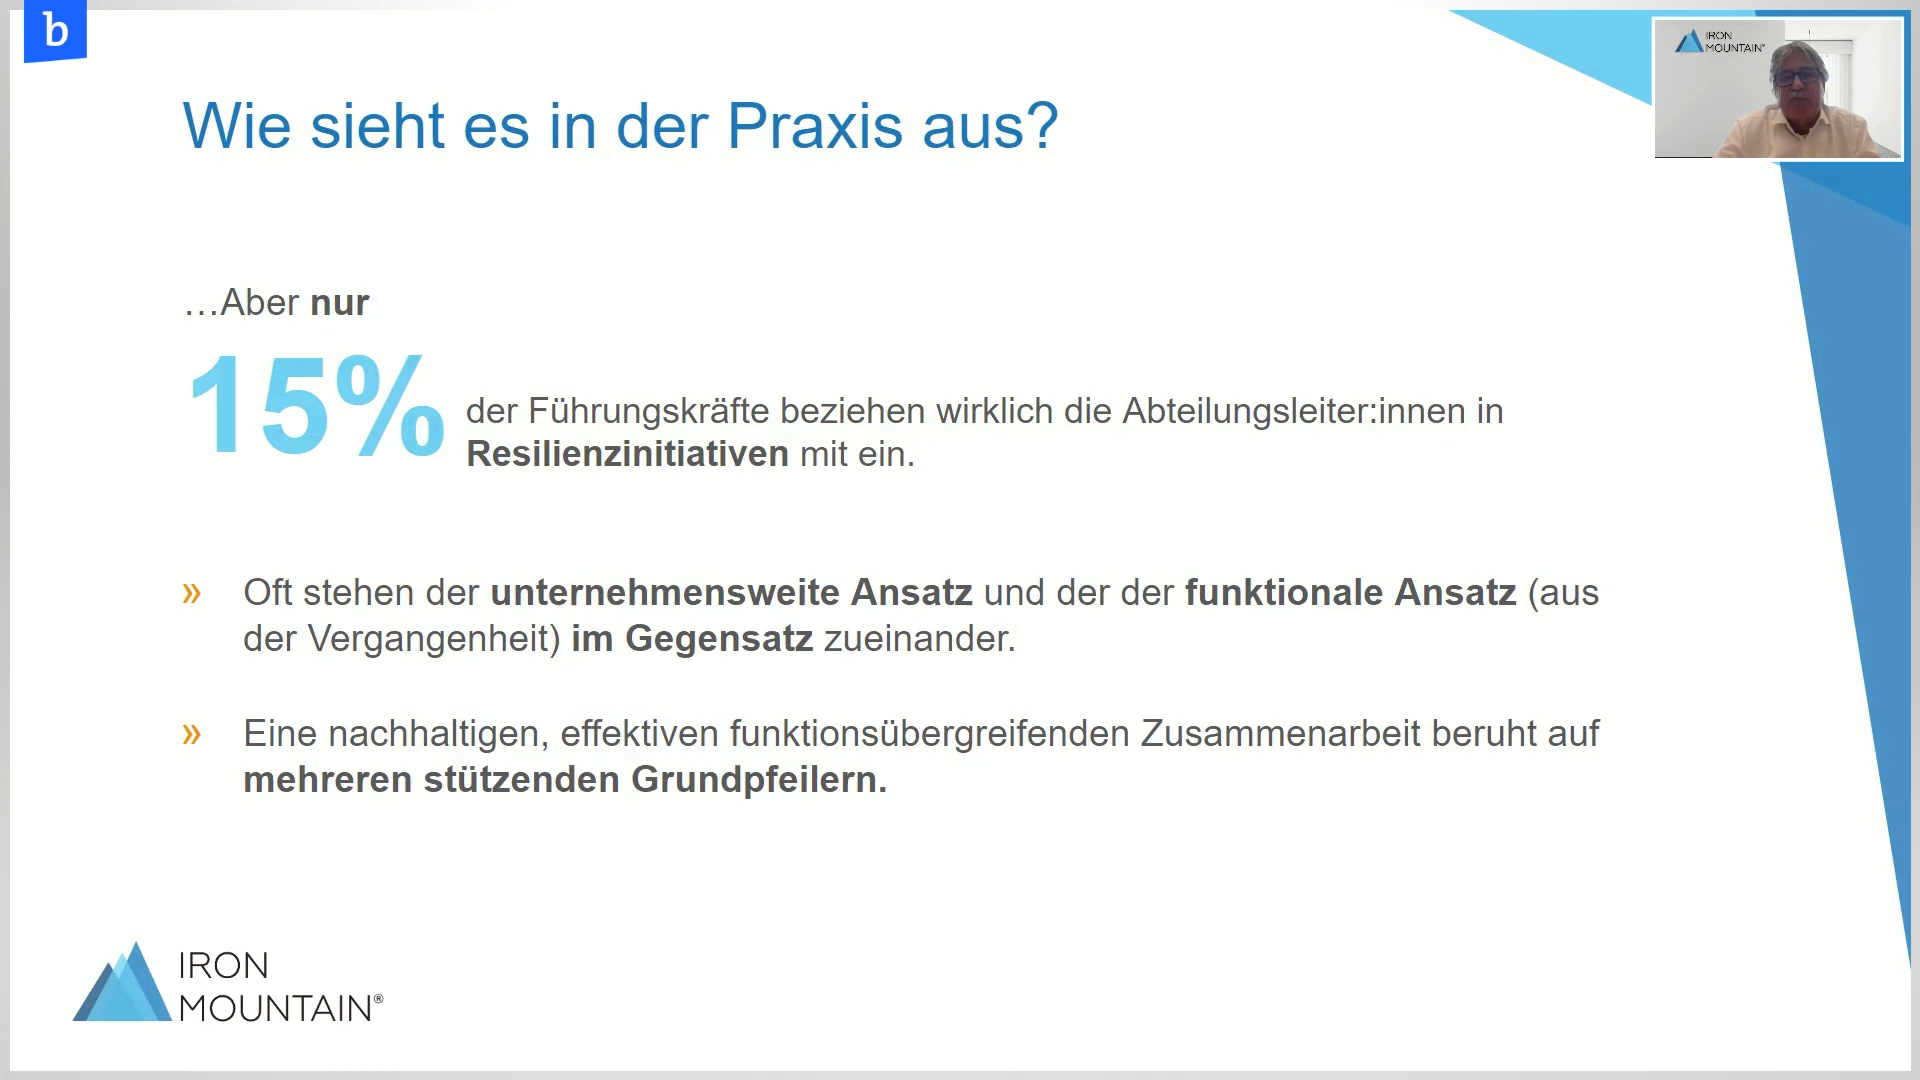 b
IRON
MOUNTAIN®
Wie sieht es in der Praxis aus?
…Aber nur
15%
der Führungskräfte beziehen wirklich die Abteilungsleiter:innen in
Resilienzinitiativen mit ein.
» Oft stehen der unternehmensweite Ansatz und der der funktionale Ansatz (aus
der Vergangenheit) im Gegensatz zueinander.
» Eine nachhaltigen, effektiven funktionsübergreifenden Zusammenarbeit beruht auf
mehreren stützenden Grundpfeilern.
IRON
MOUNTAIN®